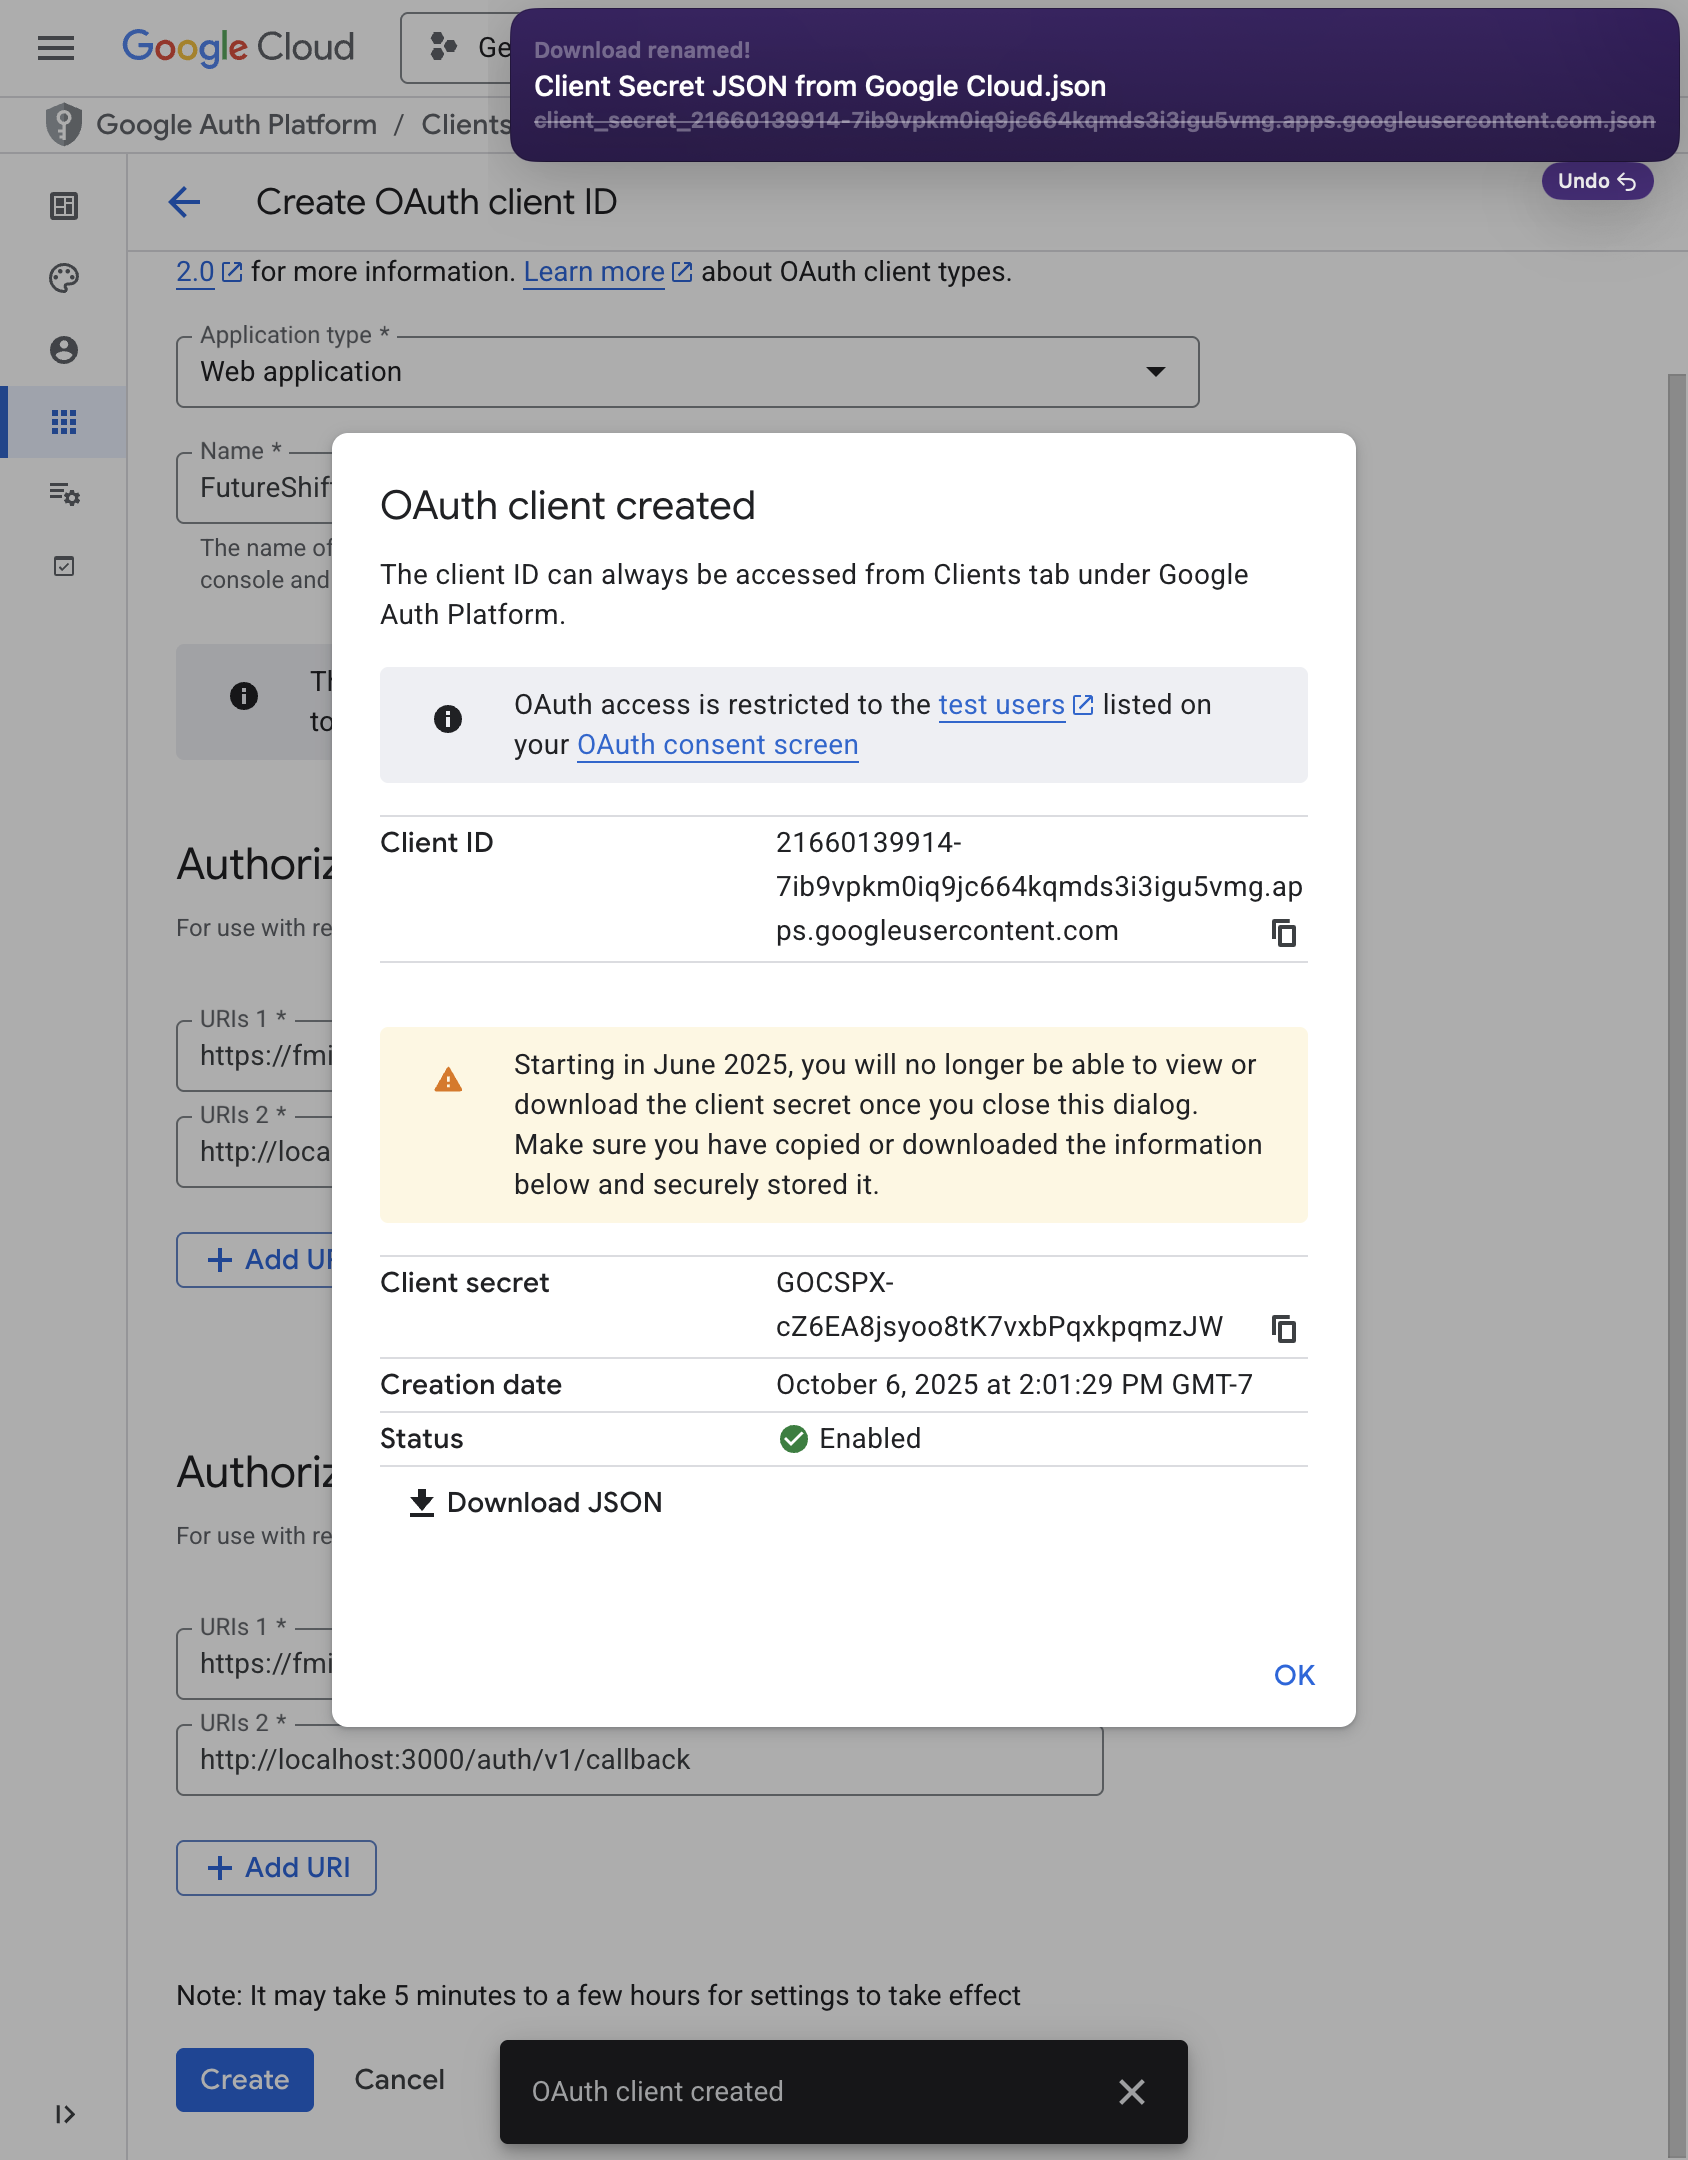 Google Cloud
Ge
Download renamed!
Client Secret JSON from Google Cloud.json
client_secret_21660139914-7ib9vpkm0iq9jc664kqmds3i3igu5vmg.apps.googleusercontent.com.json
Undo
Google Auth Platform / Clients
Create OAuth client ID
2.0 for more information. Learn more about OAuth client types.
Application type *
Web application
Name *
FutureShif
The name of
console and
Th
to
Authoriz
For use with re
URIs 1 *
https://fmi
URIs 2 *
http://loca
Add UR
Authoriz
For use with re
URIs 1 *
https://fmi
URIs 2 *
http://localhost:3000/auth/v1/callback
Add URI
Note: It may take 5 minutes to a few hours for settings to take effect
Create
Cancel
OAuth client created
The client ID can always be accessed from Clients tab under Google
Auth Platform.
OAuth access is restricted to the test users listed on
your OAuth consent screen
Client ID
21660139914-
7ib9vpkm0iq9jc664kqmds3i3igu5vmg.ap
ps.googleusercontent.com
Starting in June 2025, you will no longer be able to view or
download the client secret once you close this dialog.
Make sure you have copied or downloaded the information
below and securely stored it.
Client secret
GOCSPX-
cZ6EA8jsyoo8tK7vxbPqxkpqmzJW
Creation date
October 6, 2025 at 2:01:29 PM GMT-7
Status
Enabled
Download JSON
OK
OAuth client created